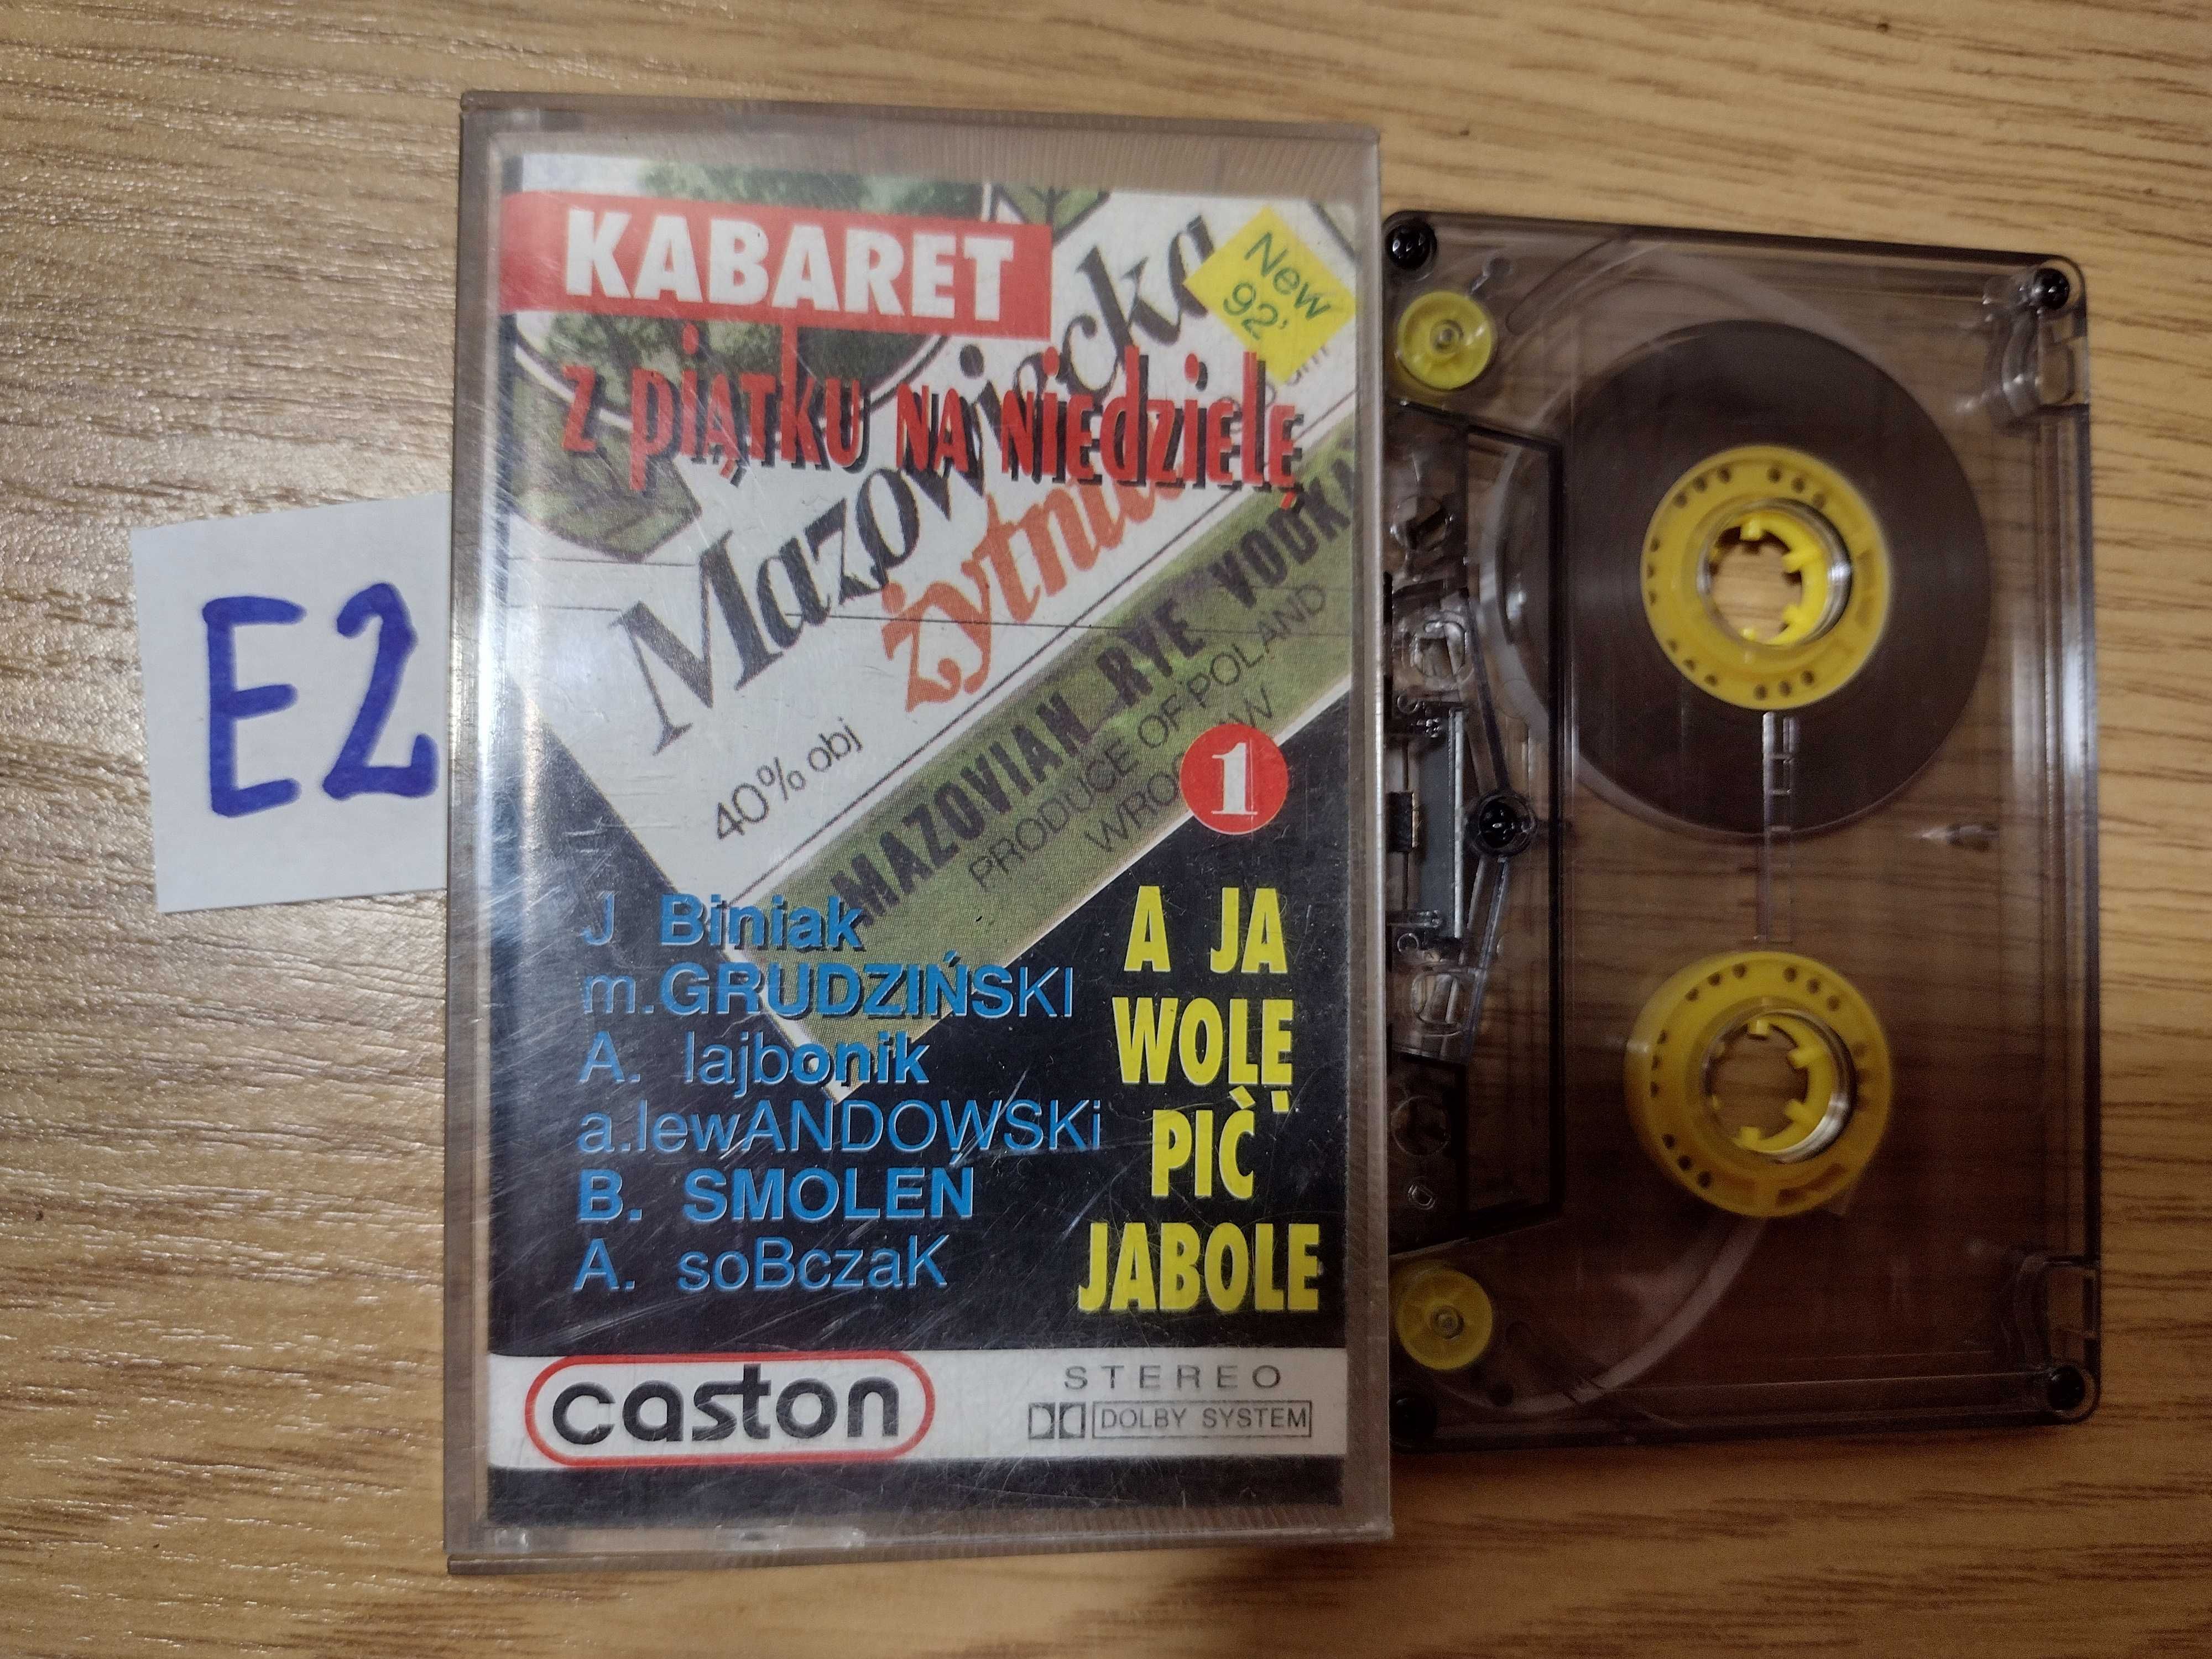 E2
KABARET
New
92'
z piątku na niedzielę
Mazowiecka
żytnia
40% obj
MAZOVIAN RYE VODKA
PRODUCE OF POLAND
1
J Biniak
m.GRUDZIŃSKI
A. lajbonik
a.lewANDOWSKi
B. SMOLEŃ
A. soBczaK
A JA
WOLĘ
PIĆ
JABOLE
caston
STEREO
DOLBY SYSTEM